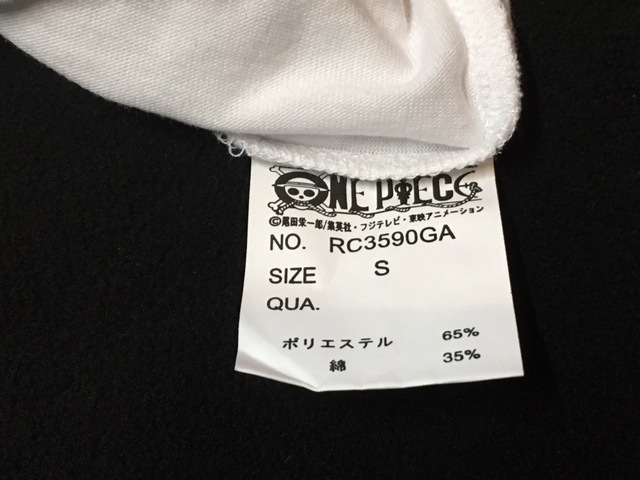 ONE PIECE
©尾田栄一郎/集英社・フジテレビ・東映アニメーション
NO. RC3590GA
SIZE S
QUA.
ポリエステル 65%
綿 35%